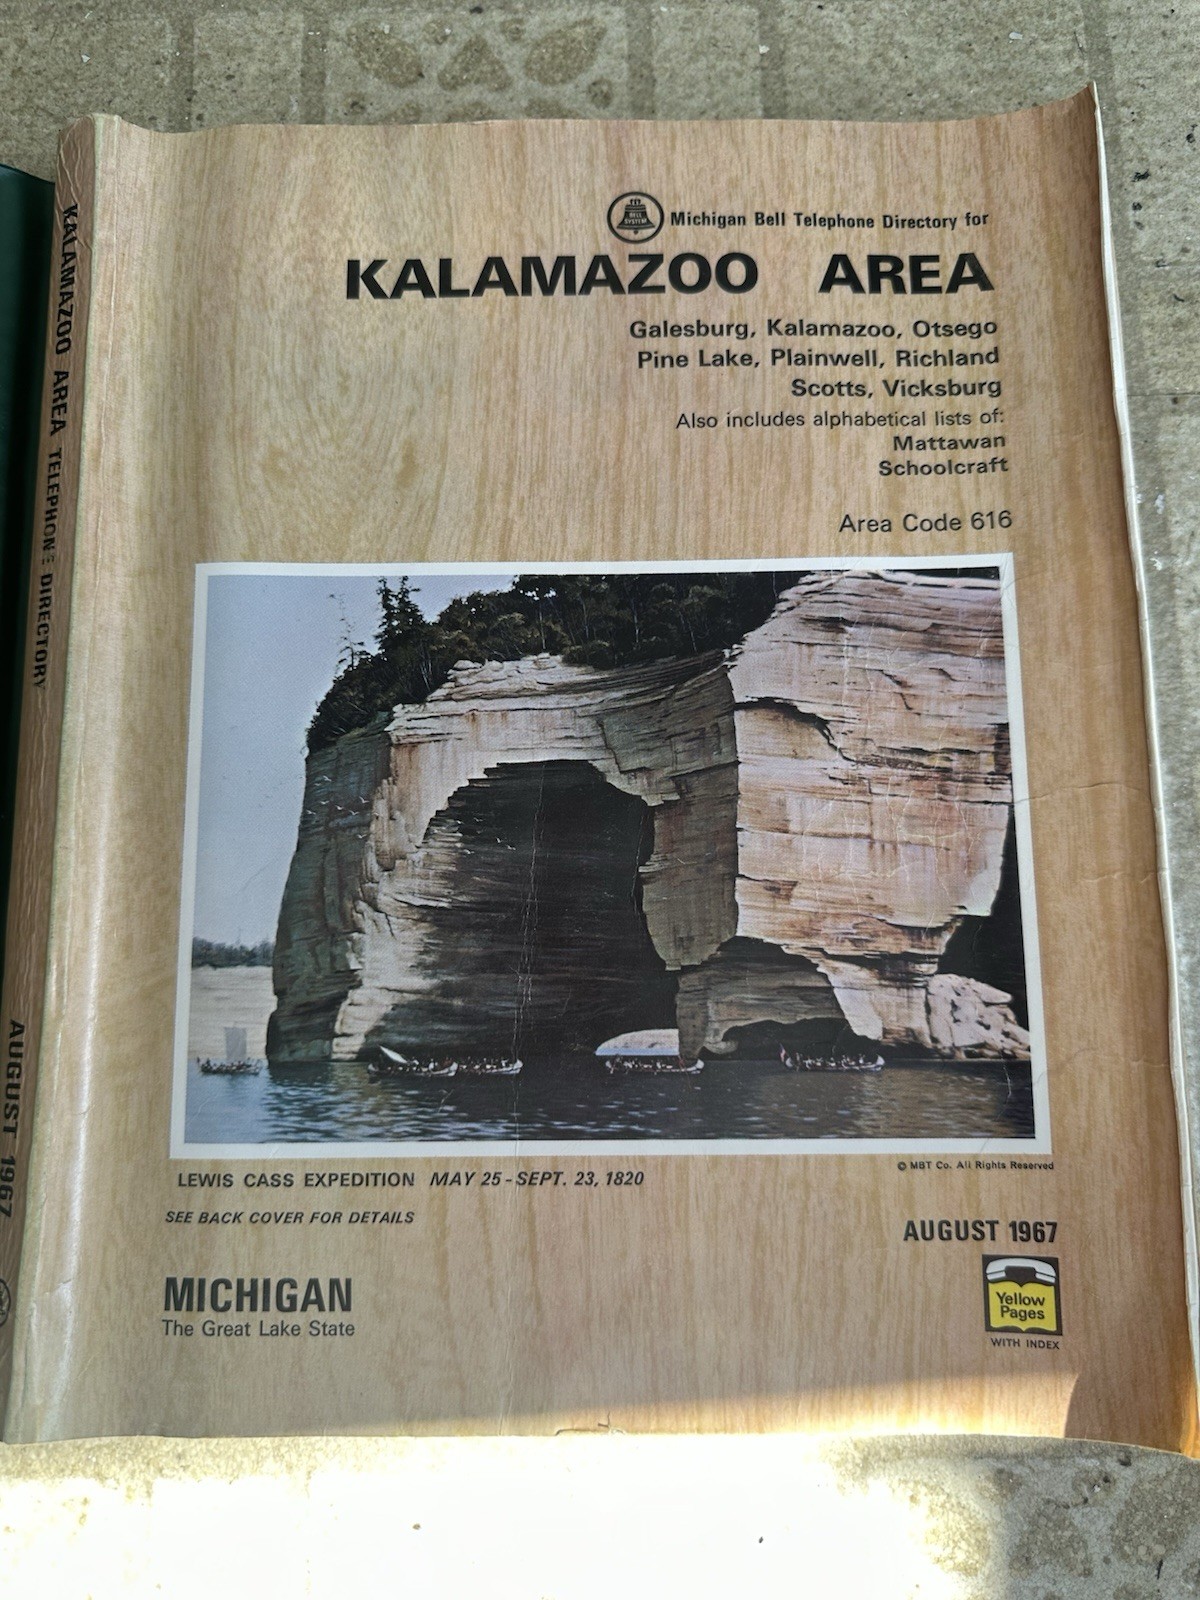 KALAMAZOO AREA TELEPHONE DIRECTORY
AUGUST 1967
BELL
SYSTEM
Michigan Bell Telephone Directory for
KALAMAZOO AREA
Galesburg, Kalamazoo, Otsego
Pine Lake, Plainwell, Richland
Scotts, Vicksburg
Also includes alphabetical lists of:
Mattawan
Schoolcraft
Area Code 616
© MBT Co. All Rights Reserved
LEWIS CASS EXPEDITION MAY 25 - SEPT. 23, 1820
SEE BACK COVER FOR DETAILS
AUGUST 1967
MICHIGAN
The Great Lake State
Yellow
Pages
WITH INDEX